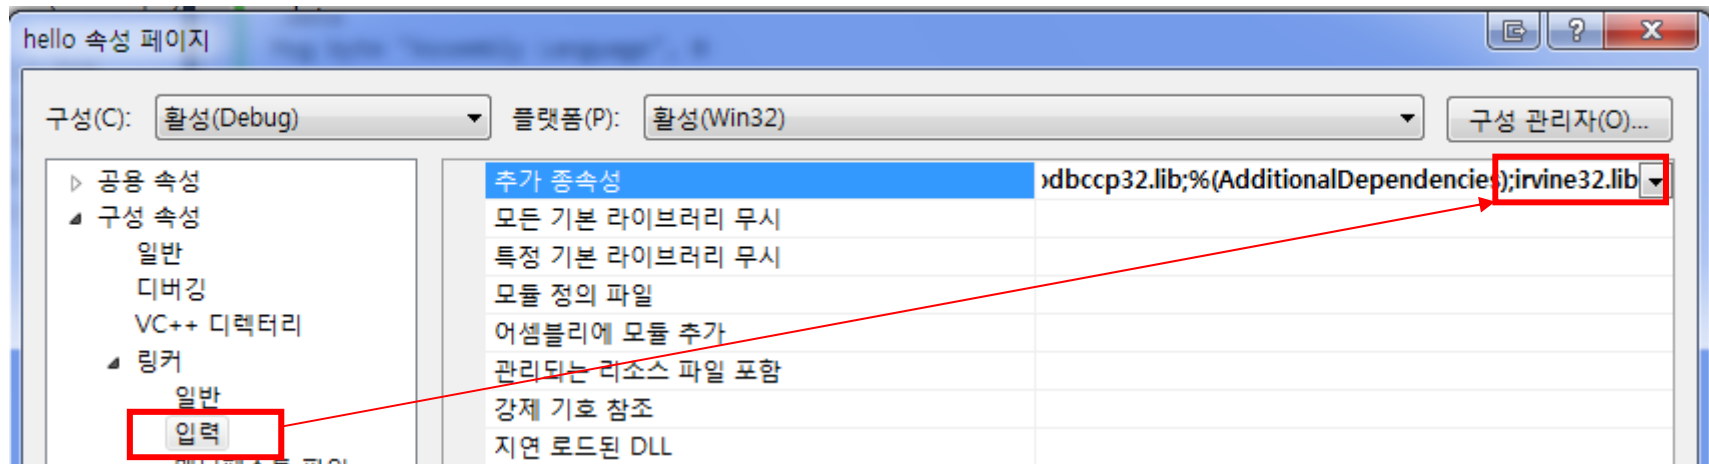 hello 속성 페이지
구성(C): 활성(Debug) 플랫폼(P): 활성(Win32) 구성 관리자(O)...
공용 속성
구성 속성
일반
디버깅
VC++ 디렉터리
링커
일반
입력
추가 종속성 odbccp32.lib;%(AdditionalDependencies);irvine32.lib
모든 기본 라이브러리 무시
특정 기본 라이브러리 무시
모듈 정의 파일
어셈블리에 모듈 추가
관리되는 리소스 파일 포함
강제 기호 참조
지연 로드된 DLL